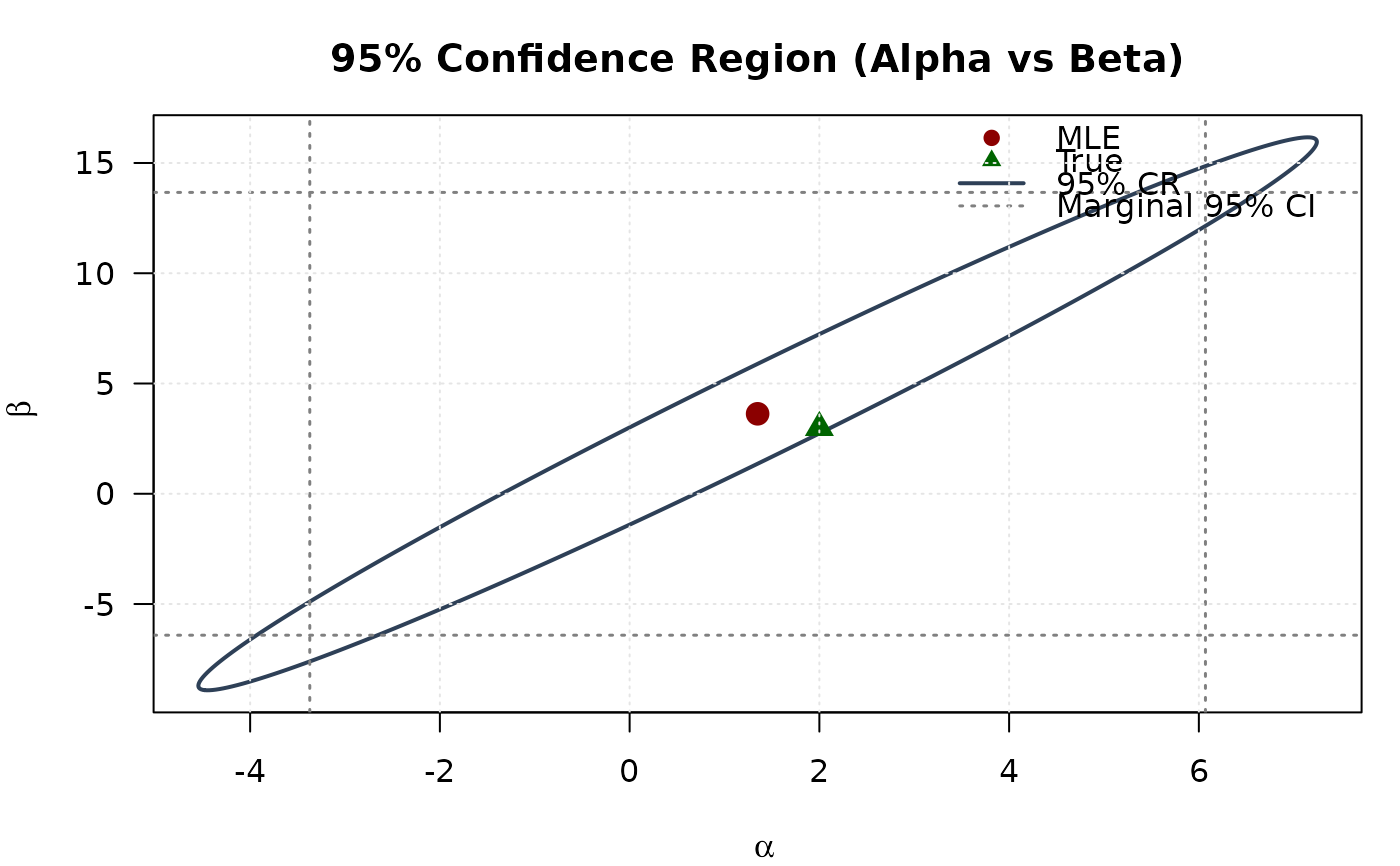 95% Confidence Region (Alpha vs Beta)
MLE
True
95% CR
Marginal 95% CI
15
10
5
0
-5
β
-4 -2 0 2 4 6
α